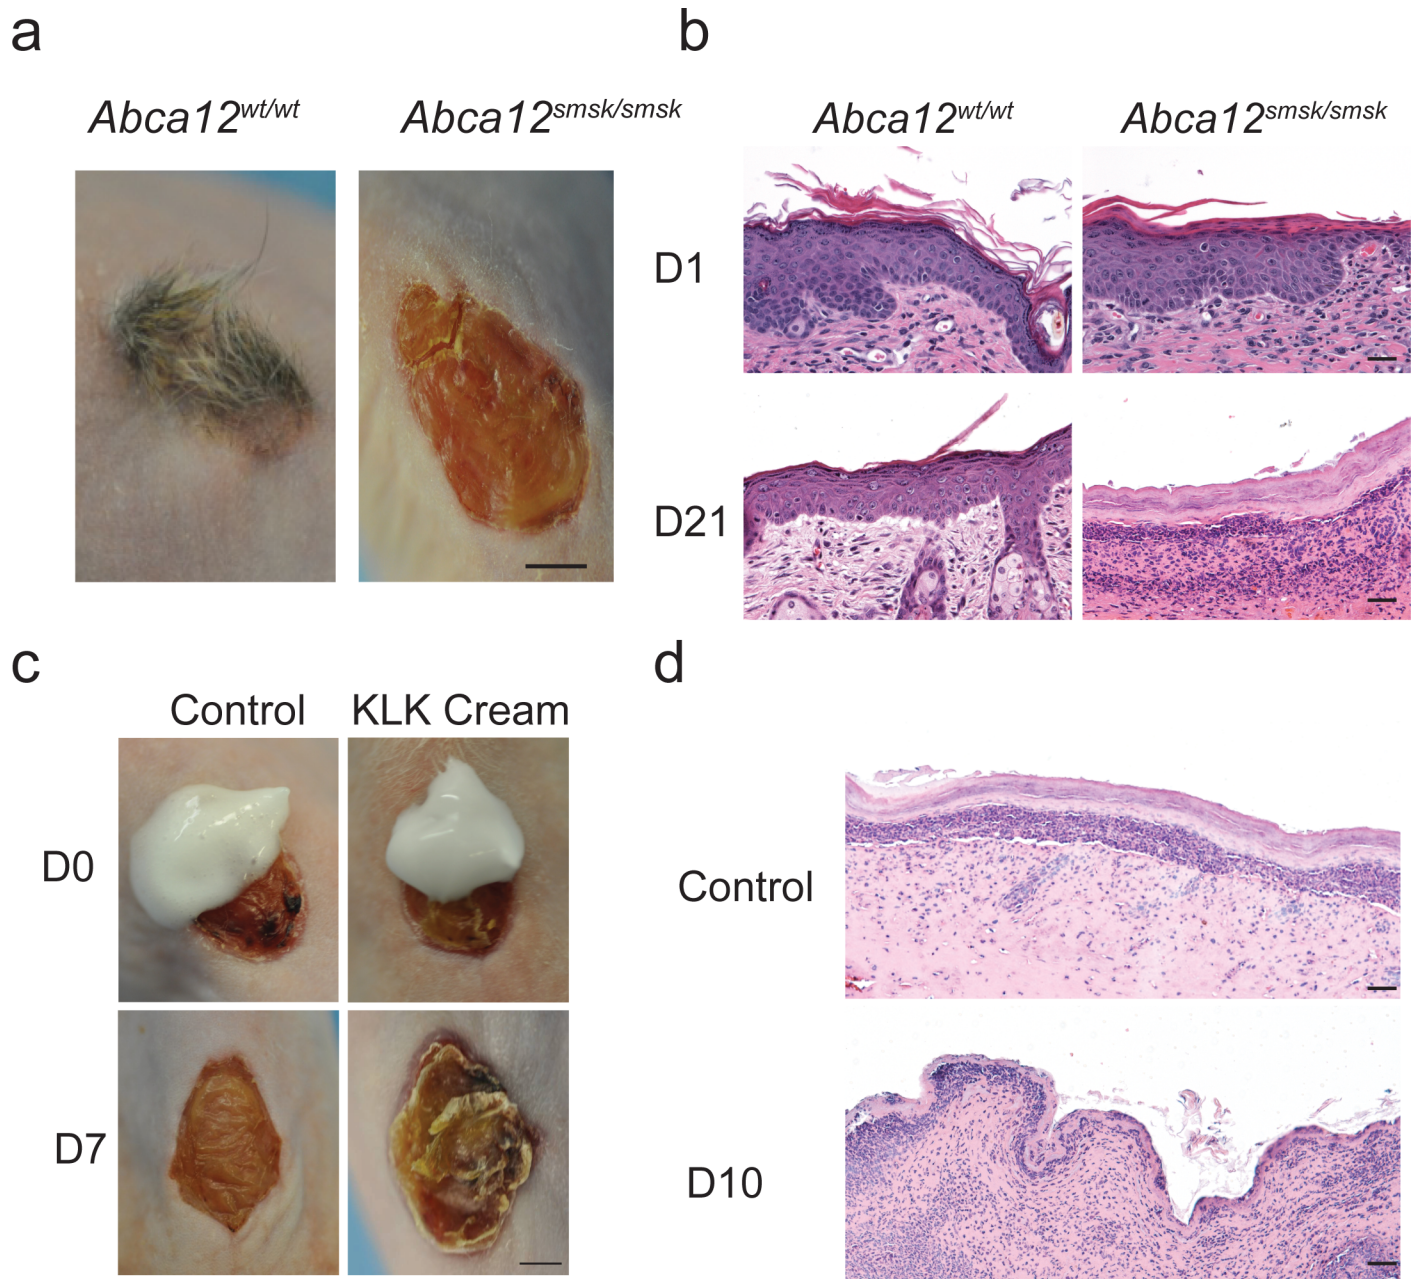 a
Abca12wt/wt
Abca12smsk/smsk
b
Abca12wt/wt
Abca12smsk/smsk
D1
D21
c
Control
KLK Cream
D0
D7
d
Control
D10